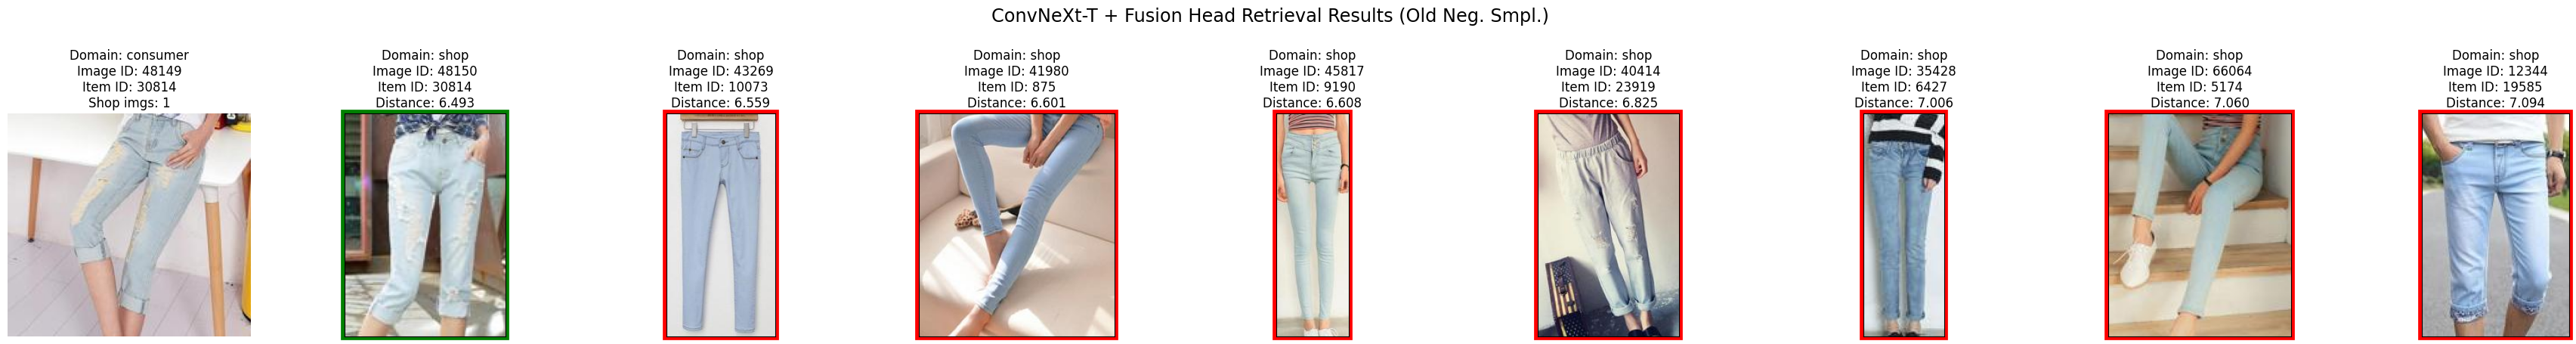 ConvNeXt-T + Fusion Head Retrieval Results (Old Neg. Smpl.)
Domain: consumer
Image ID: 48149
Item ID: 30814
Shop imgs: 1
Domain: shop
Image ID: 48150
Item ID: 30814
Distance: 6.493
Domain: shop
Image ID: 43269
Item ID: 10073
Distance: 6.559
Domain: shop
Image ID: 41980
Item ID: 875
Distance: 6.601
Domain: shop
Image ID: 45817
Item ID: 9190
Distance: 6.608
Domain: shop
Image ID: 40414
Item ID: 23919
Distance: 6.825
Domain: shop
Image ID: 35428
Item ID: 6427
Distance: 7.006
Domain: shop
Image ID: 66064
Item ID: 5174
Distance: 7.060
Domain: shop
Image ID: 12344
Item ID: 19585
Distance: 7.094